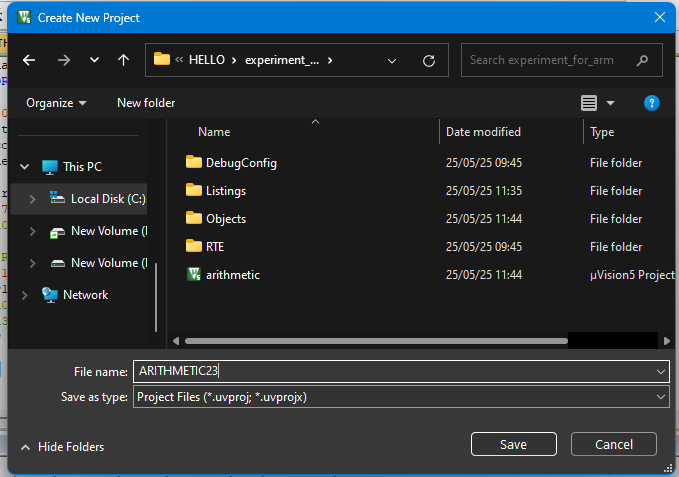 Create New Project
« HELLO › experiment_... ›
Search experiment_for_arm
Organize
New folder
Name
Date modified
Type
This PC
Local Disk (C:)
New Volume (
New Volume (
Network
DebugConfig 25/05/25 09:45 File folder
Listings 25/05/25 11:35 File folder
Objects 25/05/25 11:44 File folder
RTE 25/05/25 09:45 File folder
arithmetic 25/05/25 11:44 µVision5 Project
File name: ARITHMETIC23
Save as type: Project Files (*.uvproj; *.uvprojx)
Hide Folders
Save
Cancel